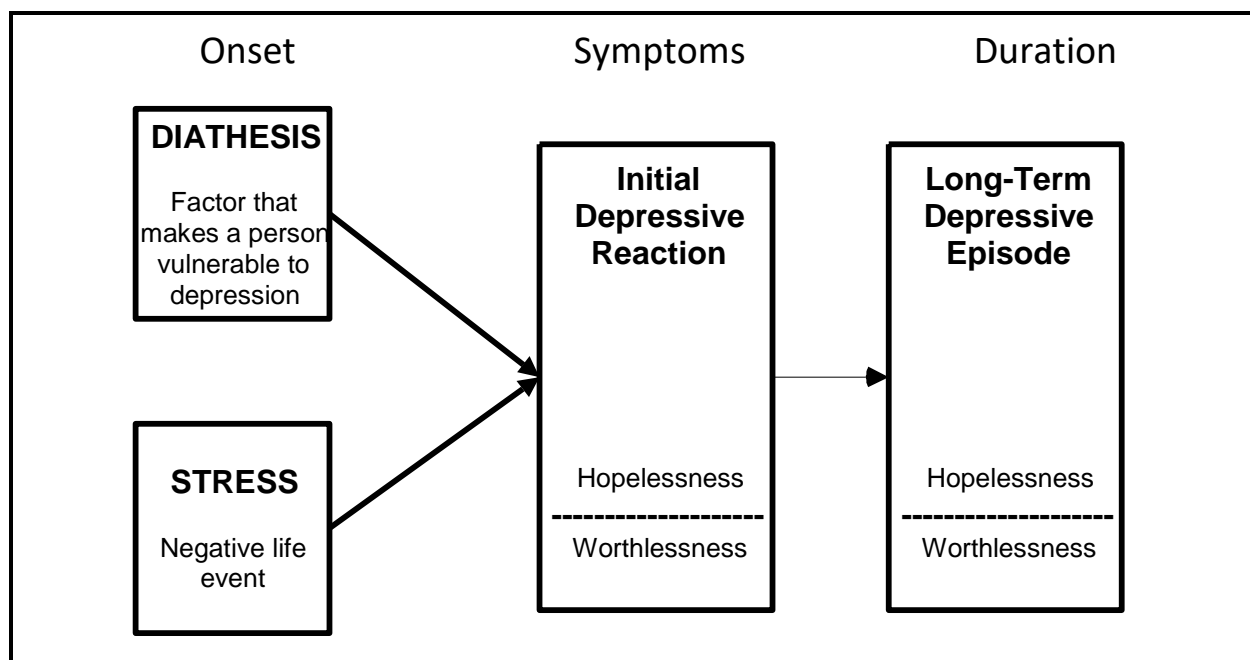 Onset
Symptoms
Duration
DIATHESIS
Factor that
makes a person
vulnerable to
depression
STRESS
Negative life
event
Initial
Depressive
Reaction
Hopelessness
Worthlessness
Long-Term
Depressive
Episode
Hopelessness
Worthlessness